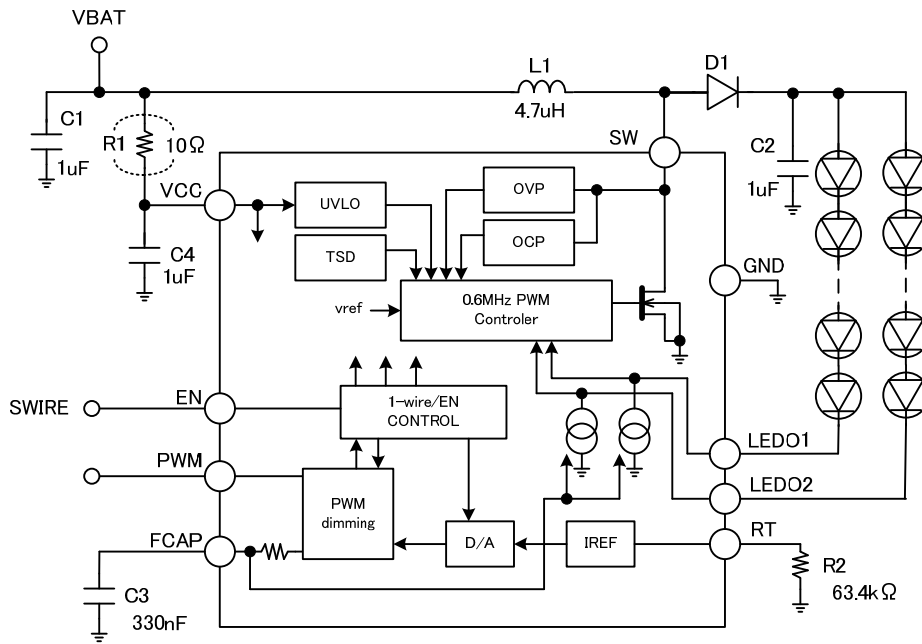 VBAT
L1
4.7uH
D1
C1
1uF
R1
10Ω
SW
C2
1uF
VCC
UVLO
OVP
TSD
OCP
C4
1uF
GND
vref
0.6MHz PWM
Controler
EN
SWIRE
1-wire/EN
CONTROL
LEDO1
PWM
LEDO2
PWM
dimming
FCAP
D/A
IREF
RT
R2
63.4kΩ
C3
330nF